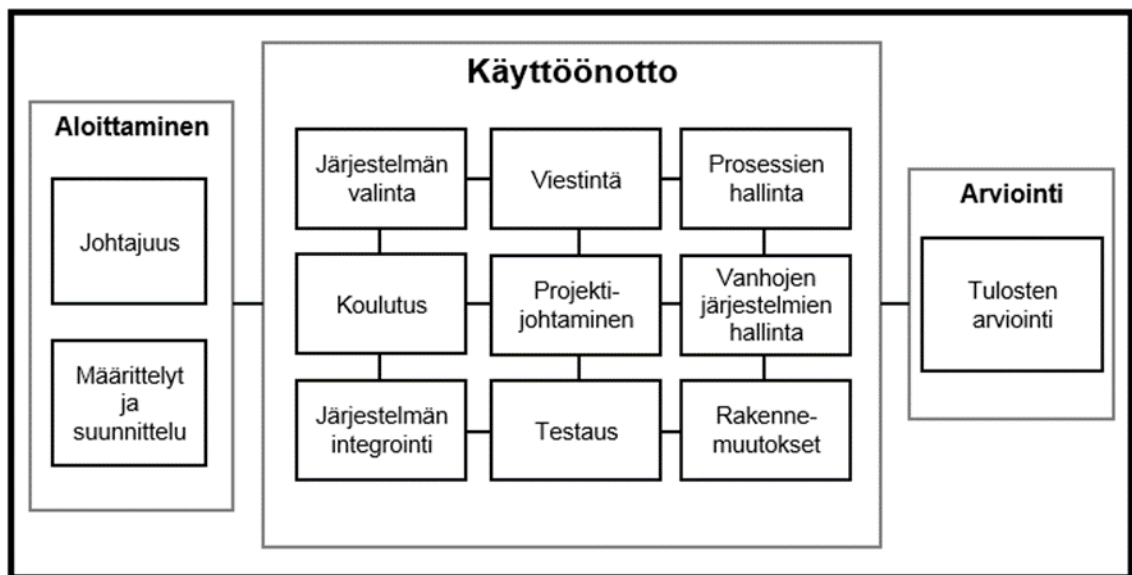 Käyttöönotto
Aloittaminen
Johtajuus
Määrittelyt
ja
suunnittelu
Järjestelmän
valinta
Viestintä
Prosessien
hallinta
Koulutus
Projekti-
johtaminen
Vanhojen
järjestelmien
hallinta
Järjestelmän
integrointi
Testaus
Rakenne-
muutokset
Arviointi
Tulosten
arviointi